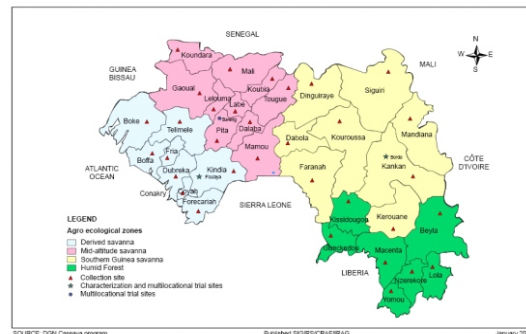 SENEGAL
Koundara
Mali
GUINEA
BISSAU
Gaoual
Koubia
Lelouma
Labe
Tougue
MALI
N
W E
S
Dinguiraye
Siguiri
Boke
Telimele
Pita
Dalaba
Mandiana
Dabola
Kouroussa
Fria
Boffa
Mamou
Kankan
CÔTE
D'IVOIRE
ATLANTIC
OCEAN
Dubreka
Kindia
Faranah
Conakry
Forecariah
SIERRA LEONE
Kissidougou
Kerouane
Beyla
LEGEND
Agro ecological zones
Derived savanna
Mid-altitude savanna
Southern Guinea savanna
Humid Forest
Collection site
Characterization and multilocational trial sites
Multilocational trial sites
Gueckedou
Macenta
LIBERIA
Nzerekore
Lola
Yomou